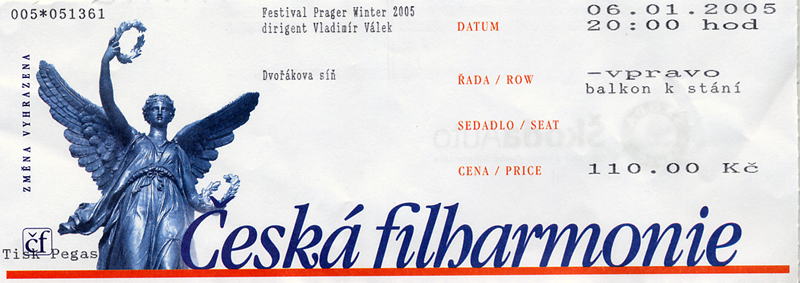 005*051361
Festival Prager Winter 2005
dirigent Vladimír Válek
Dvořákova síň
DATUM
06.01.2005
20:00 hod
ŘADA / ROW
-vpravo
balkon k stání
SEDADLO / SEAT
CENA / PRICE
110.00 Kč
ZMĚNA VYHRAZENA
čf
Tisk Pegas
Česká filharmonie